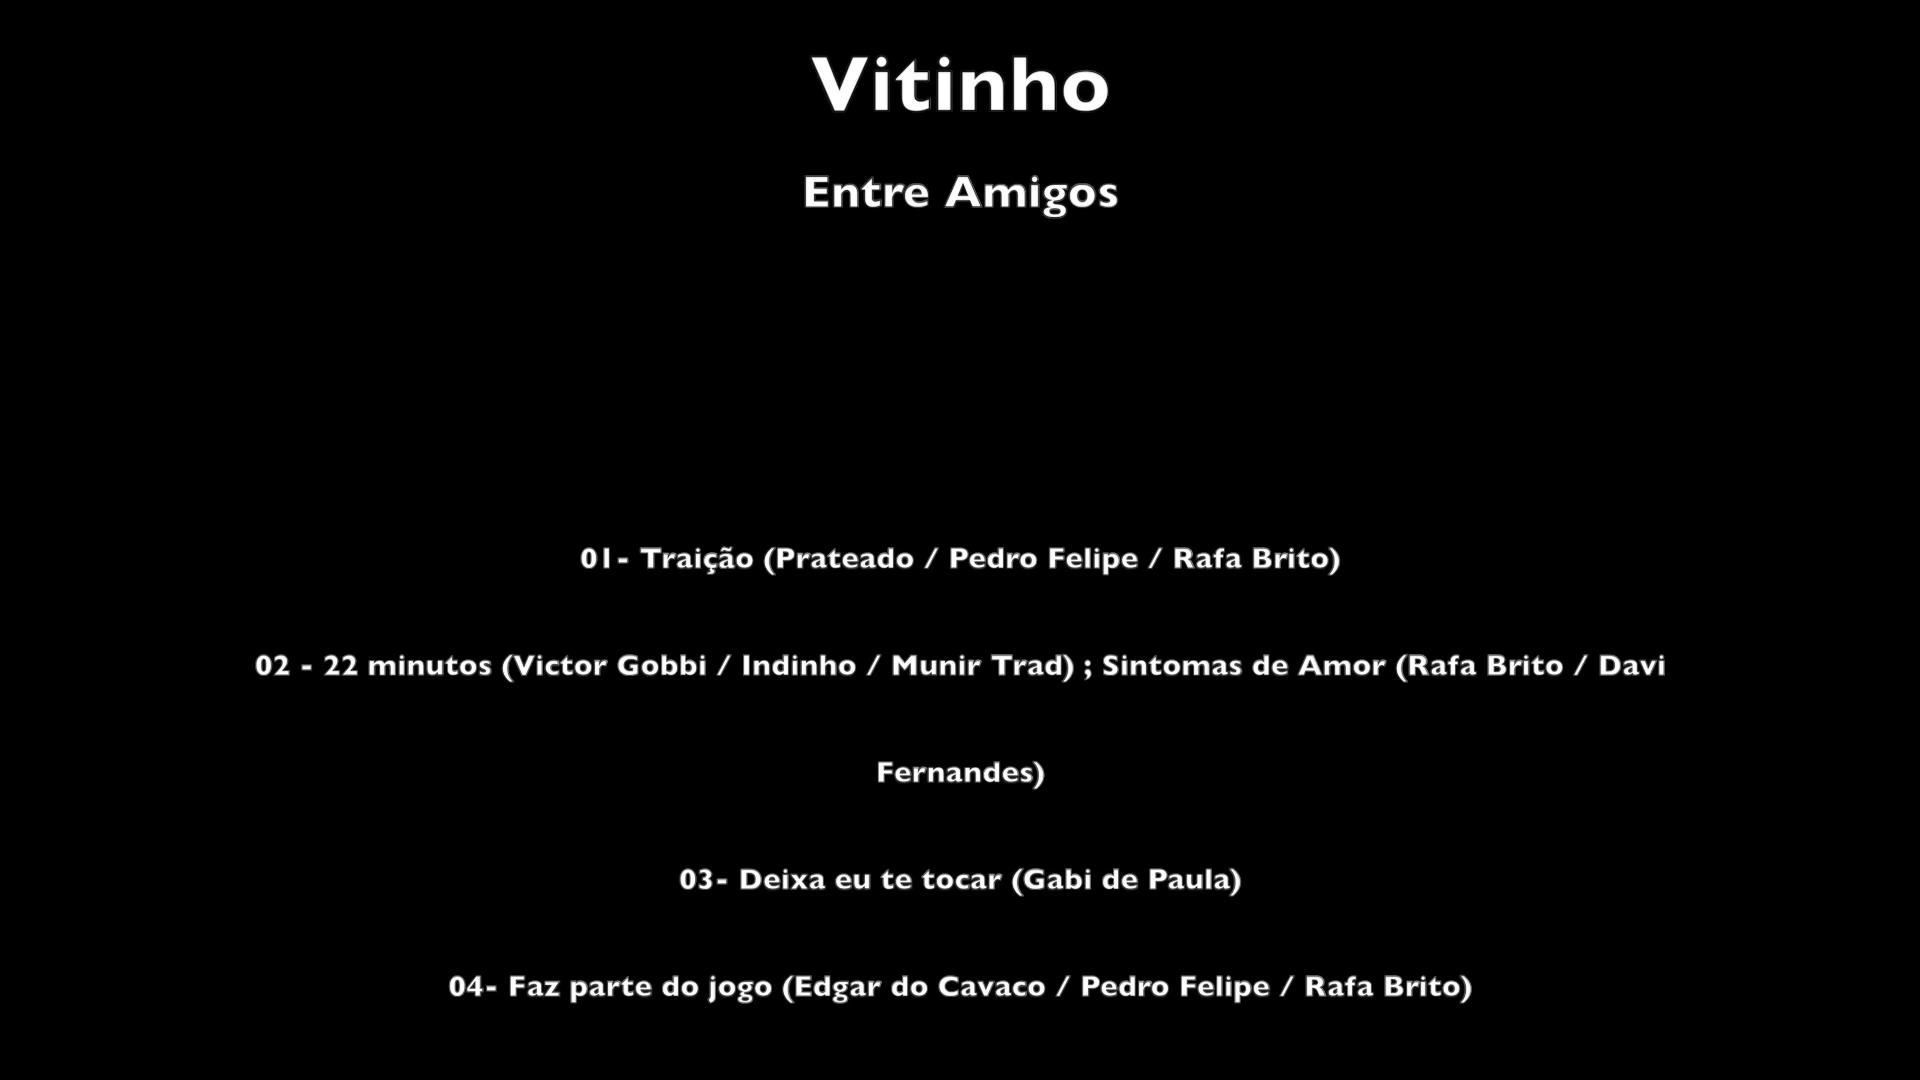 Vitinho
Entre Amigos
01- Traição (Prateado / Pedro Felipe / Rafa Brito)
02 - 22 minutos (Victor Gobbi / Indinho / Munir Trad) ; Sintomas de Amor (Rafa Brito / Davi
Fernandes)
03- Deixa eu te tocar (Gabi de Paula)
04- Faz parte do jogo (Edgar do Cavaco / Pedro Felipe / Rafa Brito)